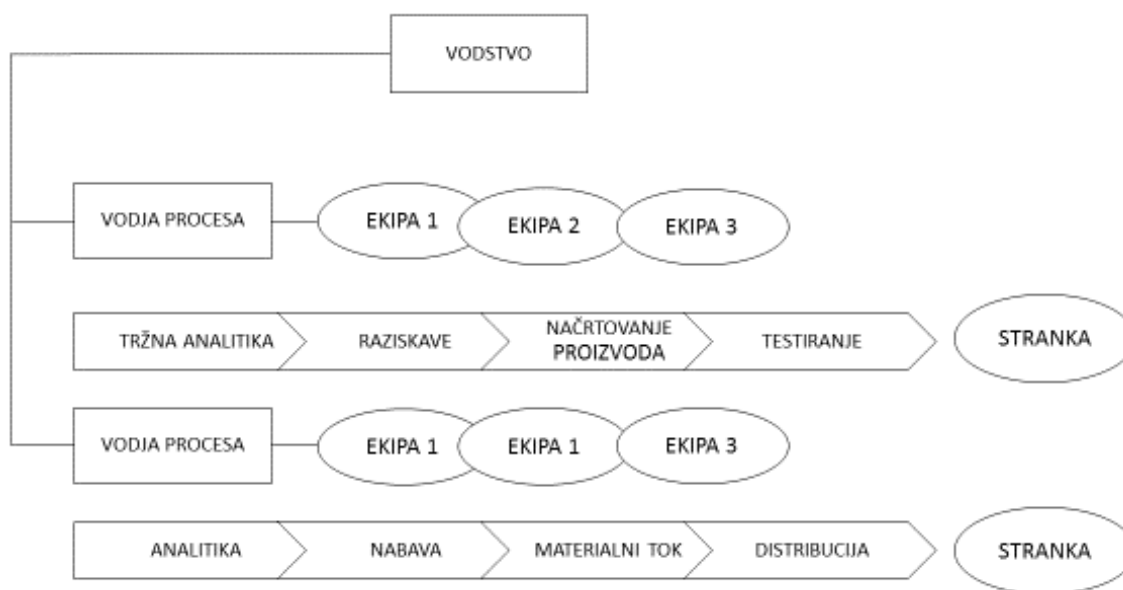 VODSTVO
VODJA PROCESA
EKIPA 1
EKIPA 2
EKIPA 3
TRŽNA ANALITIKA
RAZISKAVE
NAČRTOVANJE
PROIZVODA
TESTIRANJE
STRANKA
VODJA PROCESA
EKIPA 1
EKIPA 1
EKIPA 3
ANALITIKA
NABAVA
MATERIALNI TOK
DISTRIBUCIJA
STRANKA